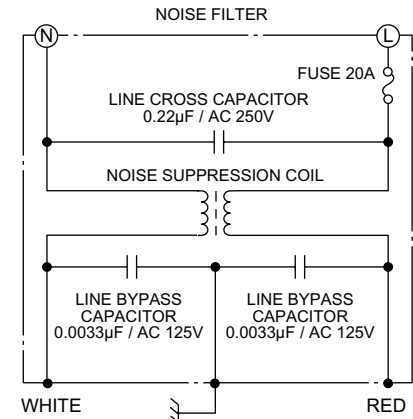 NOISE FILTER
N
L
FUSE 20A
LINE CROSS CAPACITOR
0.22µF / AC 250V
NOISE SUPPRESSION COIL
LINE BYPASS
CAPACITOR
0.0033µF / AC 125V
LINE BYPASS
CAPACITOR
0.0033µF / AC 125V
WHITE
RED